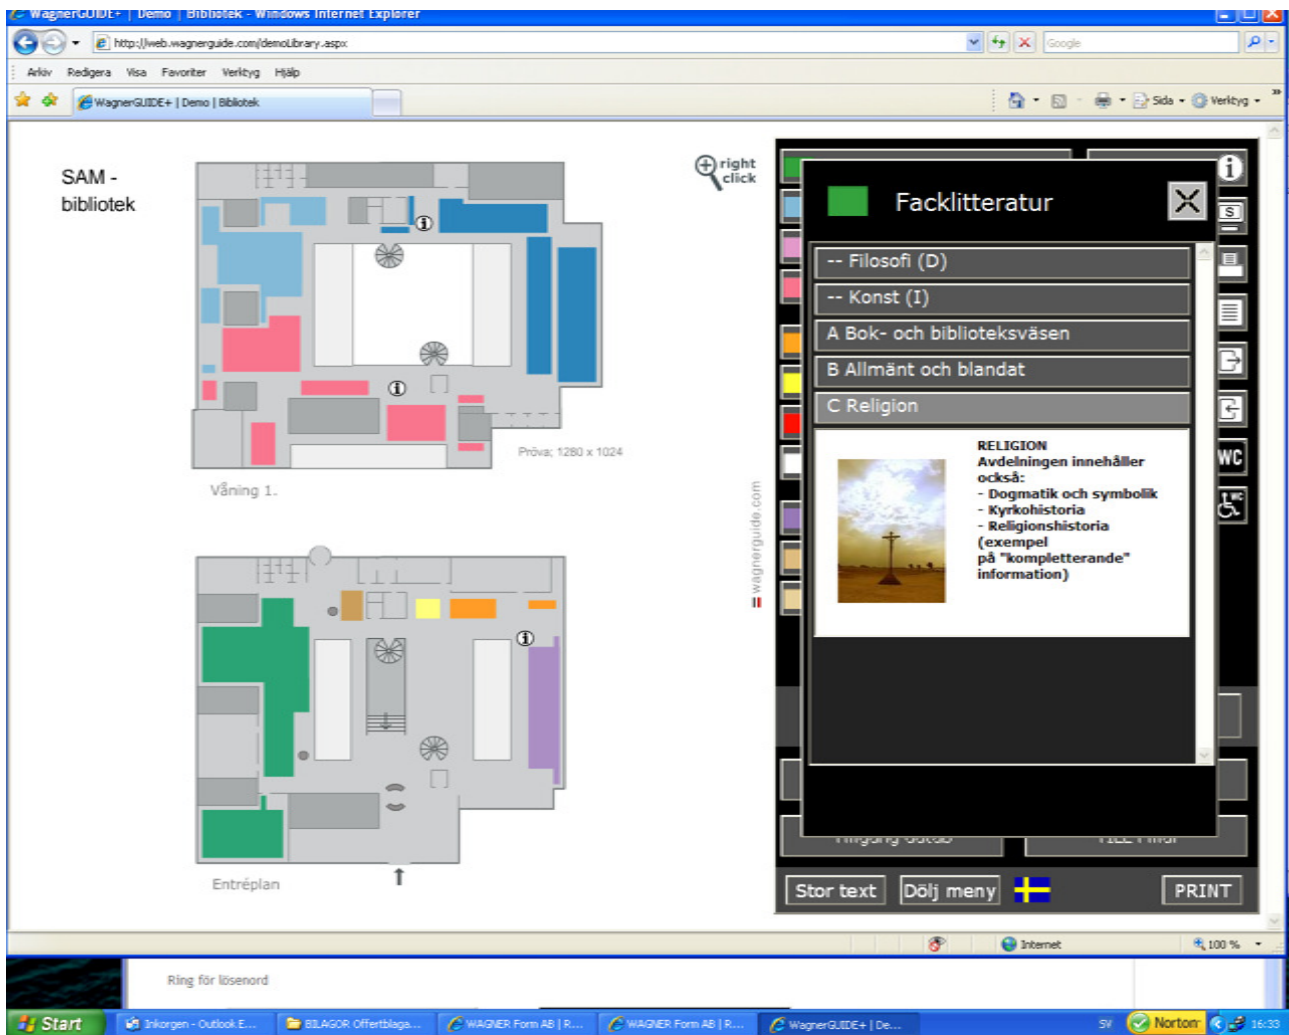 WagnerGUIDE+ | Demo | Bibliotek - Windows Internet Explorer
http://web.wagnerguide.com/demoLibrary.aspx
Google
Arkiv Redigera Visa Favoriter Verktyg Hjälp
WagnerGUIDE+ | Demo | Bibliotek
Sida
Verktyg
SAM -
bibliotek
right
click
Pröva; 1280 x 1024
Våning 1.
wagnerguide.com
Entréplan
Facklitteratur
-- Filosofi (D)
-- Konst (I)
A Bok- och biblioteksväsen
B Allmänt och blandat
C Religion
RELIGION
Avdelningen innehåller
också:
- Dogmatik och symbolik
- Kyrkohistoria
- Religionshistoria
(exempel
på "kompletterande"
information)
i
S
WC
WC
Stor text
Dölj meny
PRINT
Internet
100 %
Ring för lösenord
Start
Inkorgen - Outlook E...
BILAGOR Offertblaga...
WAGNER Form AB | R...
WAGNER Form AB | R...
WagnerGUIDE+ | De...
SV
Norton
16:33